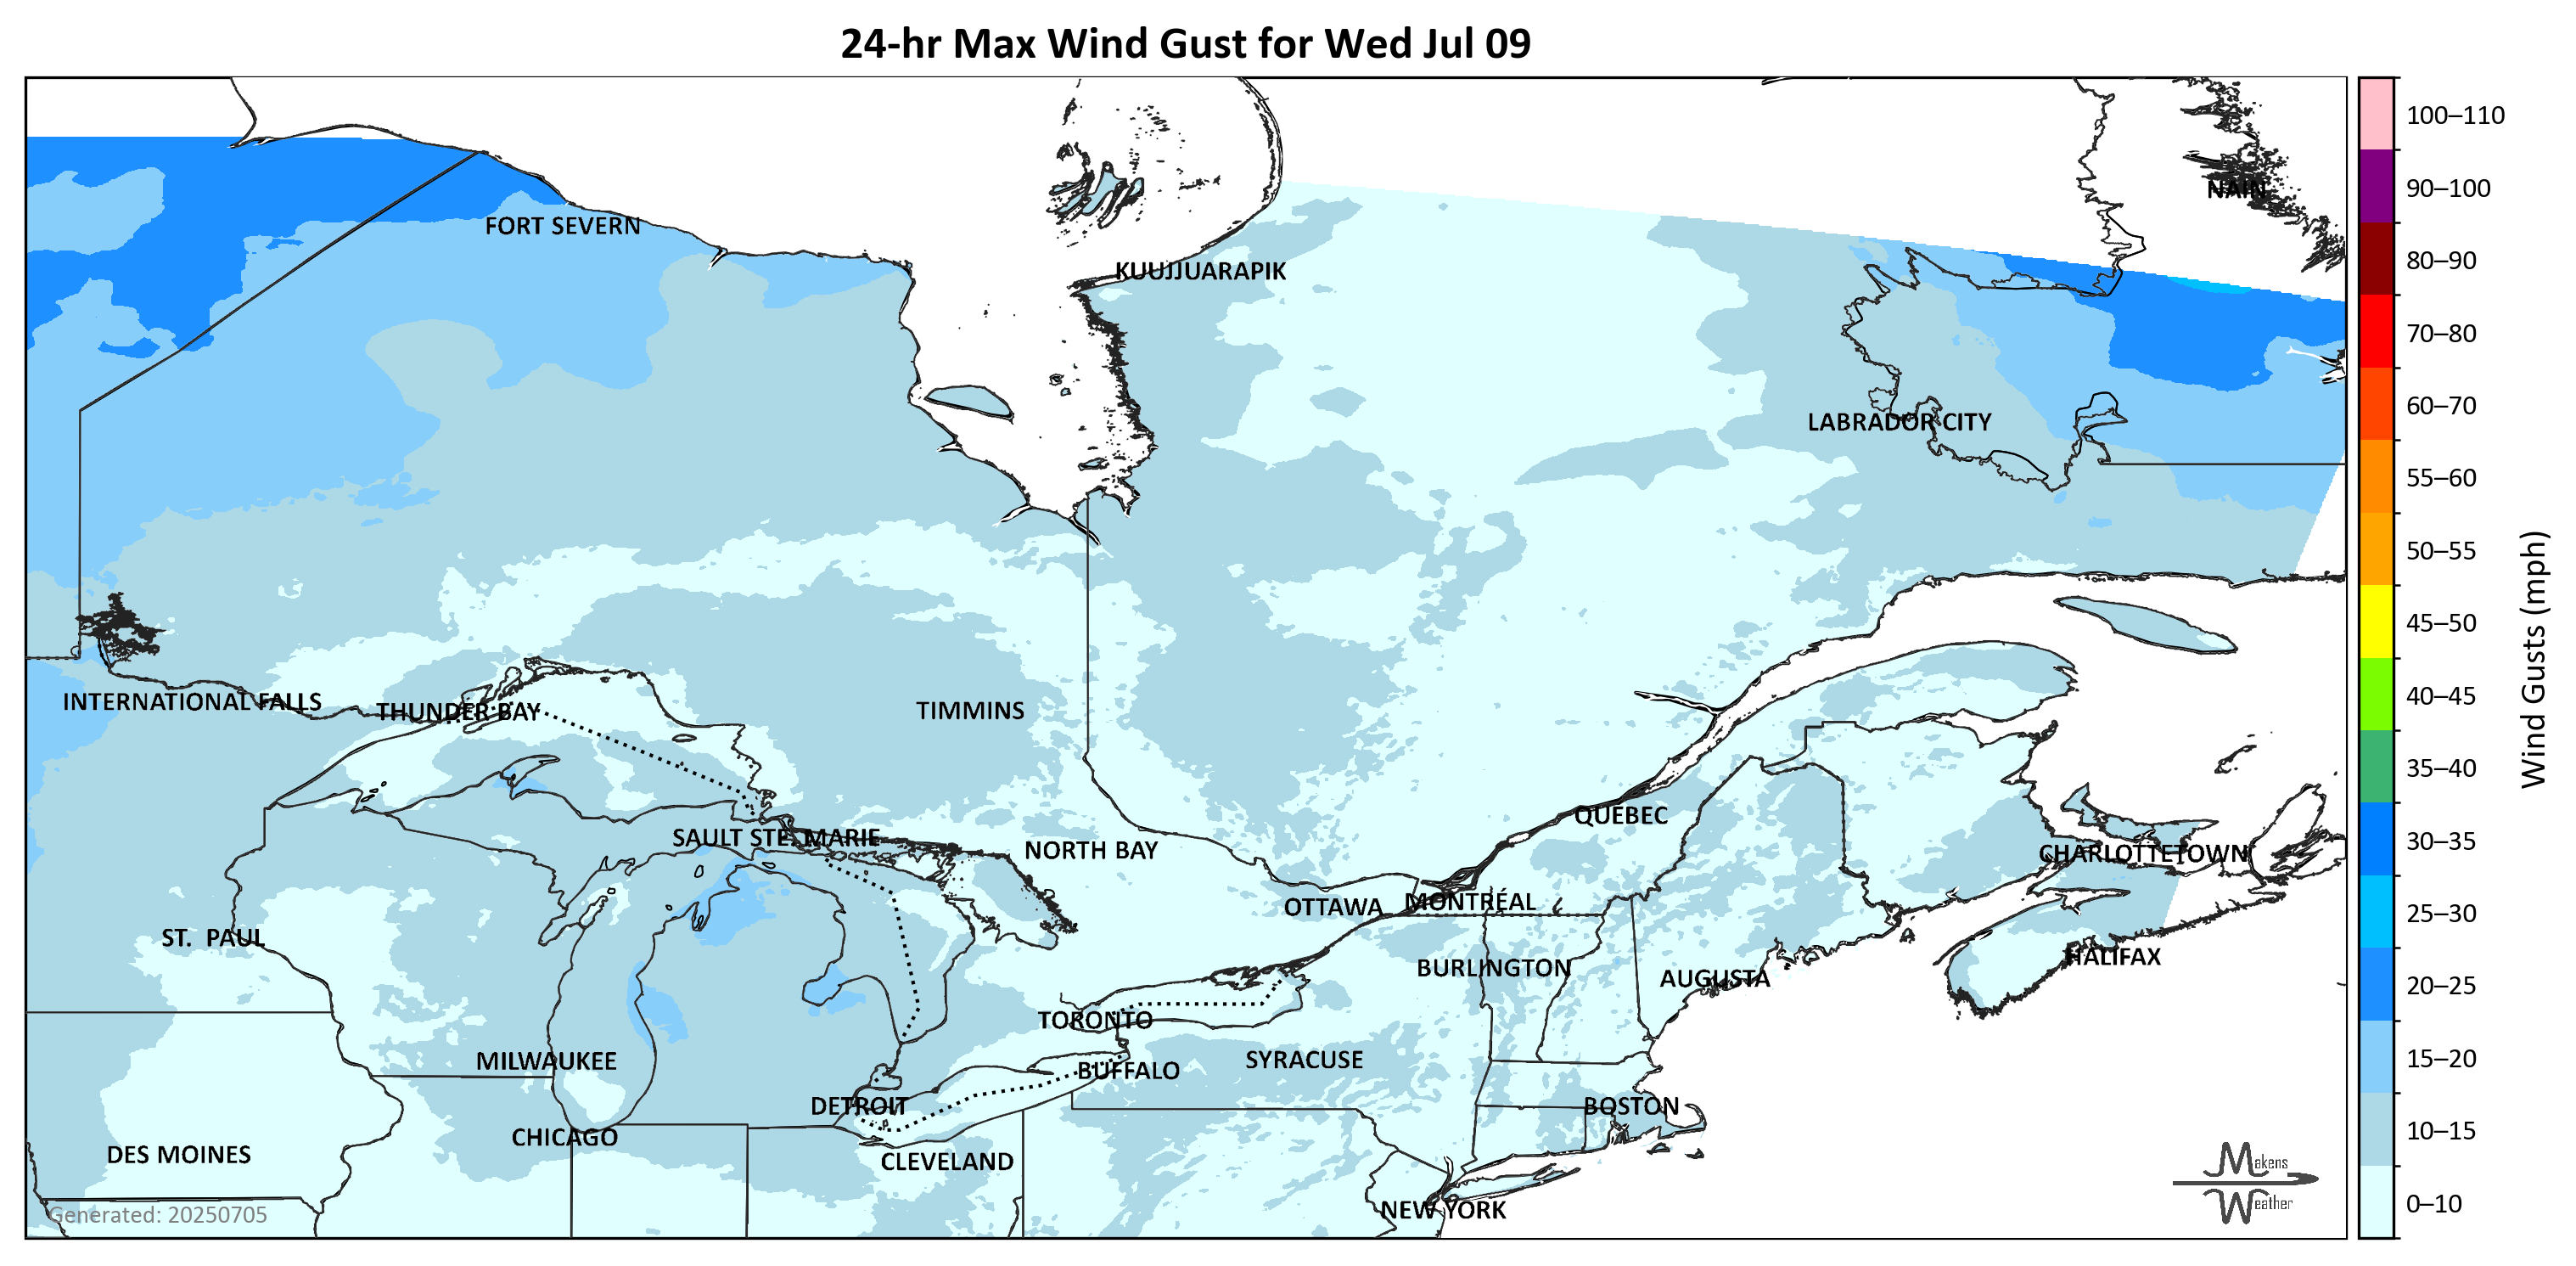 24-hr Max Wind Gust for Wed Jul 09
NAIN
FORT SEVERN
KUUJJUARAPIK
LABRADOR CITY
INTERNATIONAL FALLS
THUNDER BAY
TIMMINS
QUÉBEC
SAULT STE. MARIE
NORTH BAY
CHARLOTTETOWN
OTTAWA
MONTRÉAL
ST. PAUL
HALIFAX
BURLINGTON
AUGUSTA
TORONTO
MILWAUKEE
SYRACUSE
BUFFALO
DETROIT
BOSTON
CHICAGO
DES MOINES
CLEVELAND
NEW YORK
Generated: 20250705
Makens
Weather
100–110
90–100
80–90
70–80
60–70
55–60
50–55
45–50
40–45
35–40
30–35
25–30
20–25
15–20
10–15
0–10
Wind Gusts (mph)